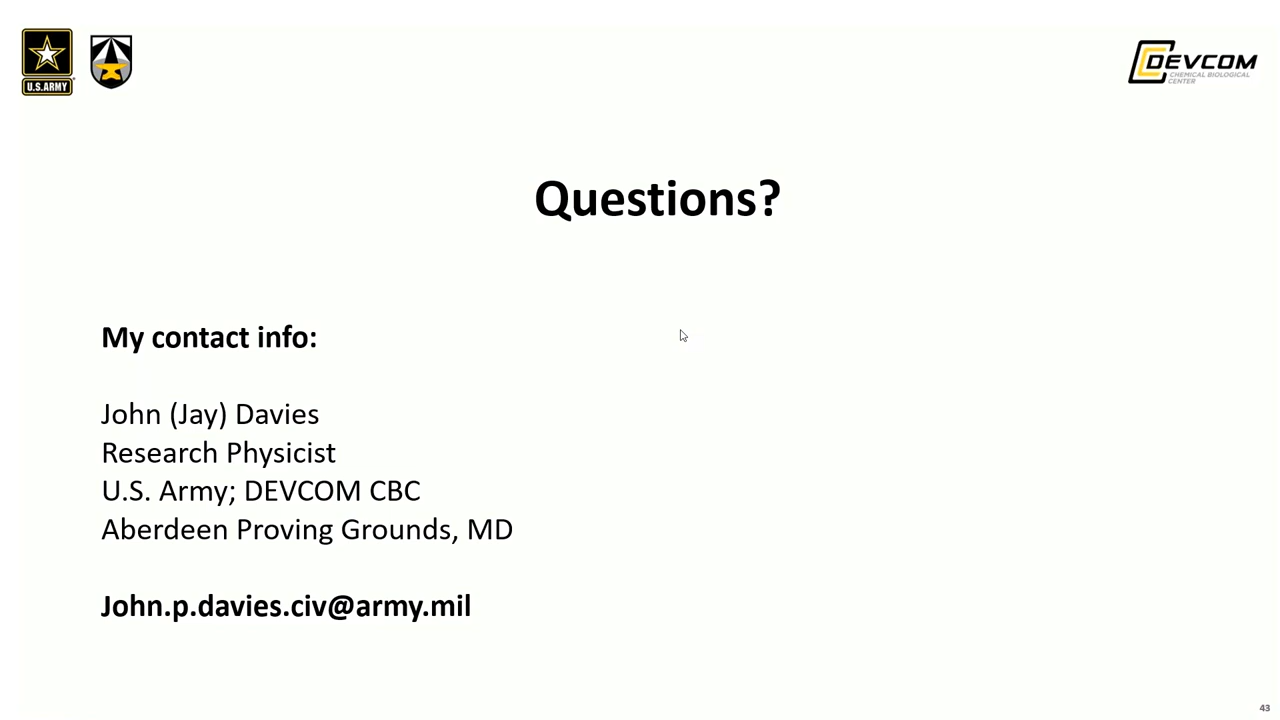 U.S.ARMY
DEVCOM
CHEMICAL BIOLOGICAL
CENTER
Questions?
My contact info:
John (Jay) Davies
Research Physicist
U.S. Army; DEVCOM CBC
Aberdeen Proving Grounds, MD
John.p.davies.civ@army.mil
43